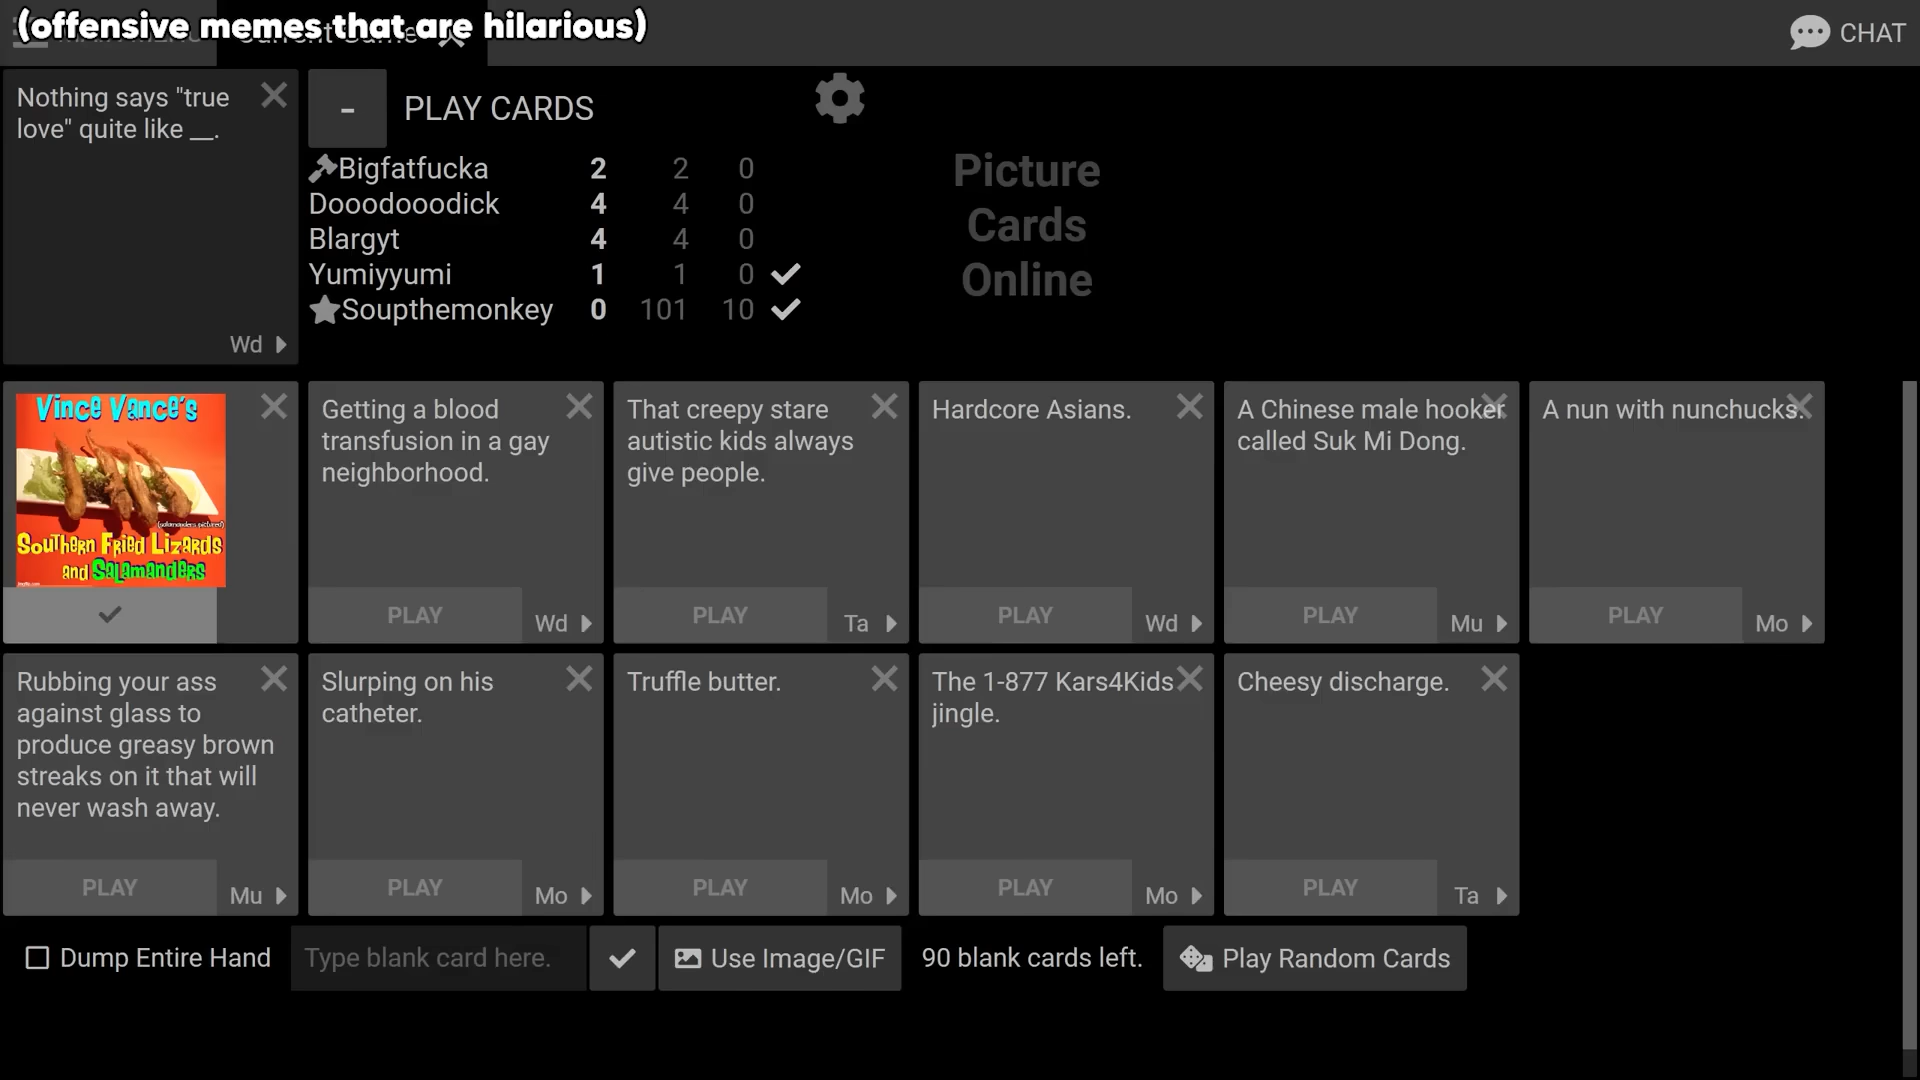 (offensive memes that are hilarious)
CHAT
Nothing says "true
love" quite like __.
Wd
-
PLAY CARDS
Bigfatfucka 2 2 0
Dooodooodick 4 4 0
Blargyt 4 4 0
Yumiyyumi 1 1 0
Soupthemonkey 0 101 10
Picture
Cards
Online
Vince Vance's
(salamanders pictured)
Southern Fried Lizards
and Salamanders
Getting a blood
transfusion in a gay
neighborhood.
PLAY
Wd
That creepy stare
autistic kids always
give people.
PLAY
Ta
Hardcore Asians.
PLAY
Wd
A Chinese male hooker
called Suk Mi Dong.
PLAY
Mu
A nun with nunchucks.
PLAY
Mo
Rubbing your ass
against glass to
produce greasy brown
streaks on it that will
never wash away.
PLAY
Mu
Slurping on his
catheter.
PLAY
Mo
Truffle butter.
PLAY
Mo
The 1-877 Kars4Kids
jingle.
PLAY
Mo
Cheesy discharge.
PLAY
Ta
Dump Entire Hand
Type blank card here.
Use Image/GIF
90 blank cards left.
Play Random Cards